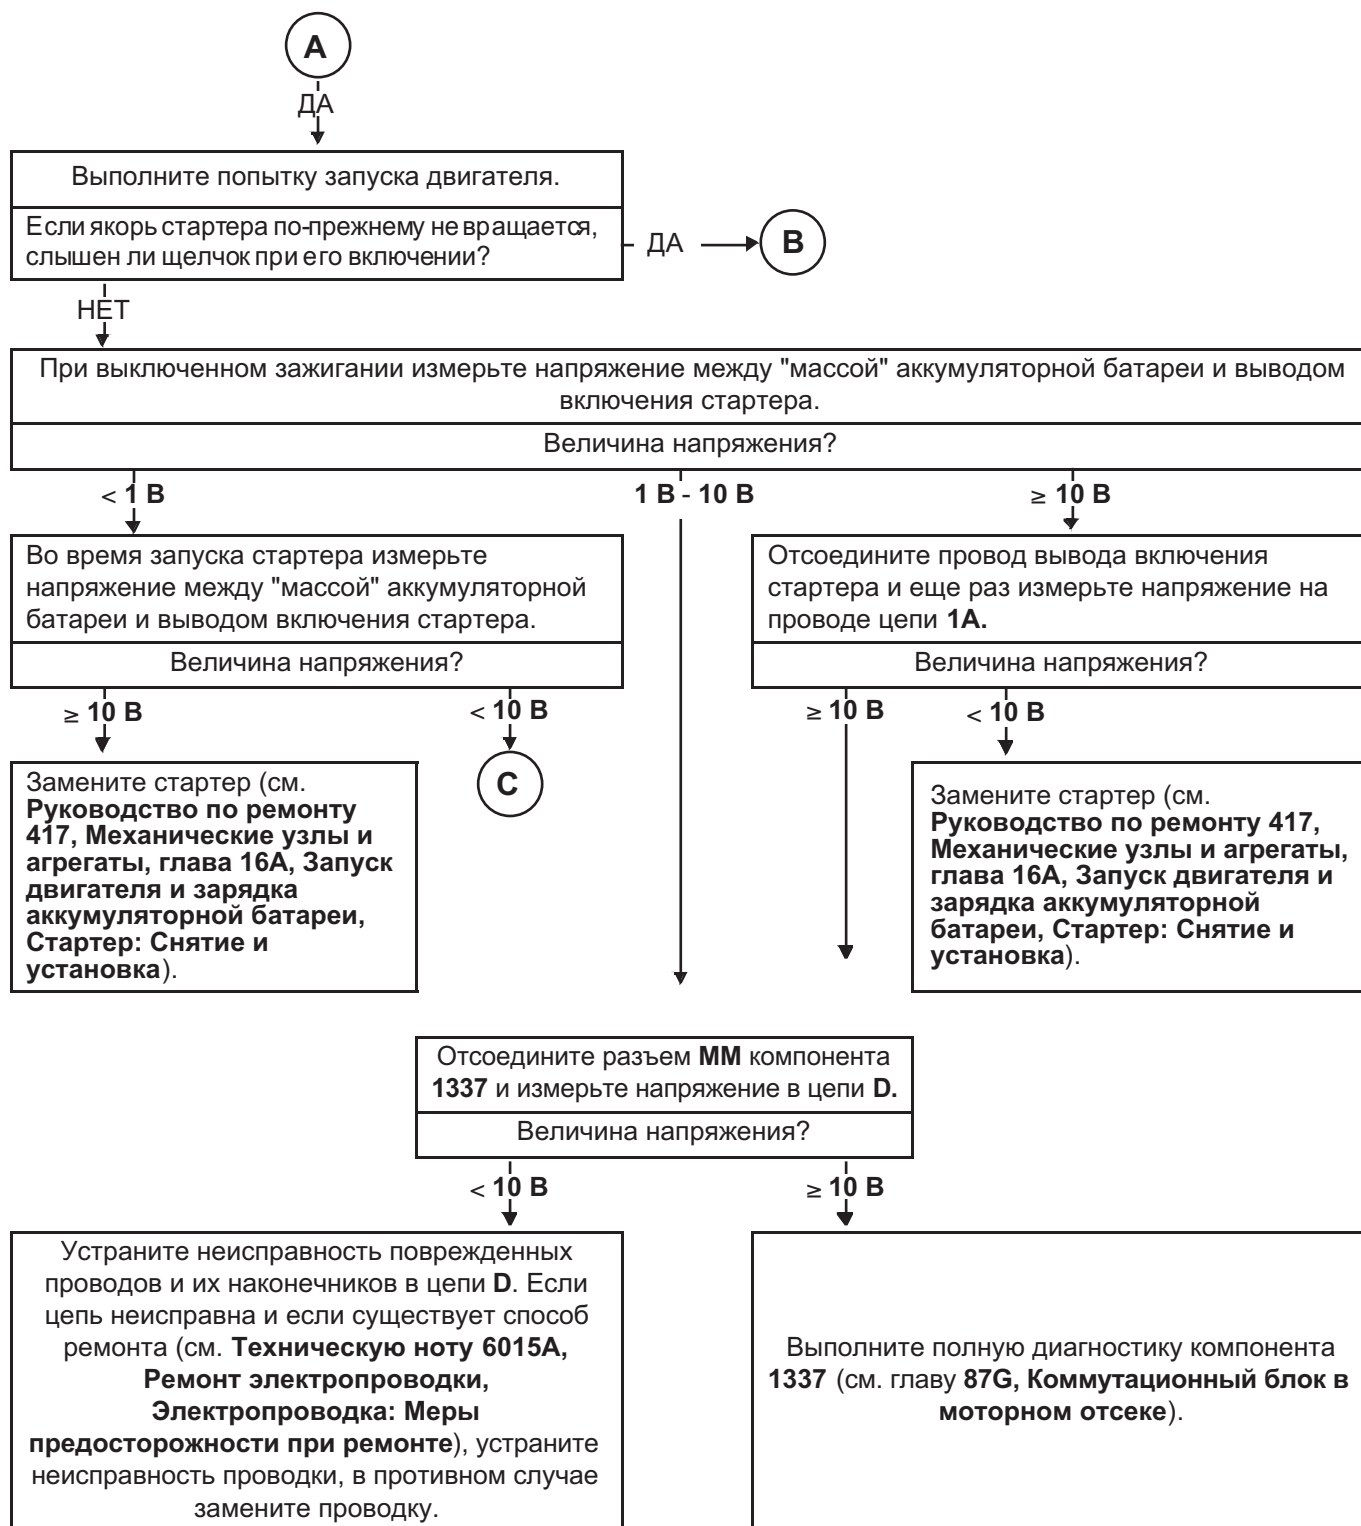 A
ДА
Выполните попытку запуска двигателя.
Если якорь стартера по-прежнему не вращается,
слышен ли щелчок при его включении?
ДА
B
НЕТ
При выключенном зажигании измерьте напряжение между "массой" аккумуляторной батареи и выводом
включения стартера.
Величина напряжения?
< 1 В
1 В - 10 В
≥ 10 В
Во время запуска стартера измерьте
напряжение между "массой" аккумуляторной
батареи и выводом включения стартера.
Величина напряжения?
Отсоедините провод вывода включения
стартера и еще раз измерьте напряжение на
проводе цепи 1А.
Величина напряжения?
≥ 10 В
< 10 В
≥ 10 В
< 10 В
Замените стартер (см.
Руководство по ремонту
417, Механические узлы и
агрегаты, глава 16А, Запуск
двигателя и зарядка
аккумуляторной батареи,
Стартер: Снятие и
установка).
C
Замените стартер (см.
Руководство по ремонту 417,
Механические узлы и агрегаты,
глава 16А, Запуск двигателя и
зарядка аккумуляторной
батареи, Стартер: Снятие и
установка).
Отсоедините разъем ММ компонента
1337 и измерьте напряжение в цепи D.
Величина напряжения?
< 10 В
≥ 10 В
Устраните неисправность поврежденных
проводов и их наконечников в цепи D. Если
цепь неисправна и если существует способ
ремонта (см. Техническую ноту 6015А,
Ремонт электропроводки,
Электропроводка: Меры
предосторожности при ремонте), устраните
неисправность проводки, в противном случае
замените проводку.
Выполните полную диагностику компонента
1337 (см. главу 87G, Коммутационный блок в
моторном отсеке).